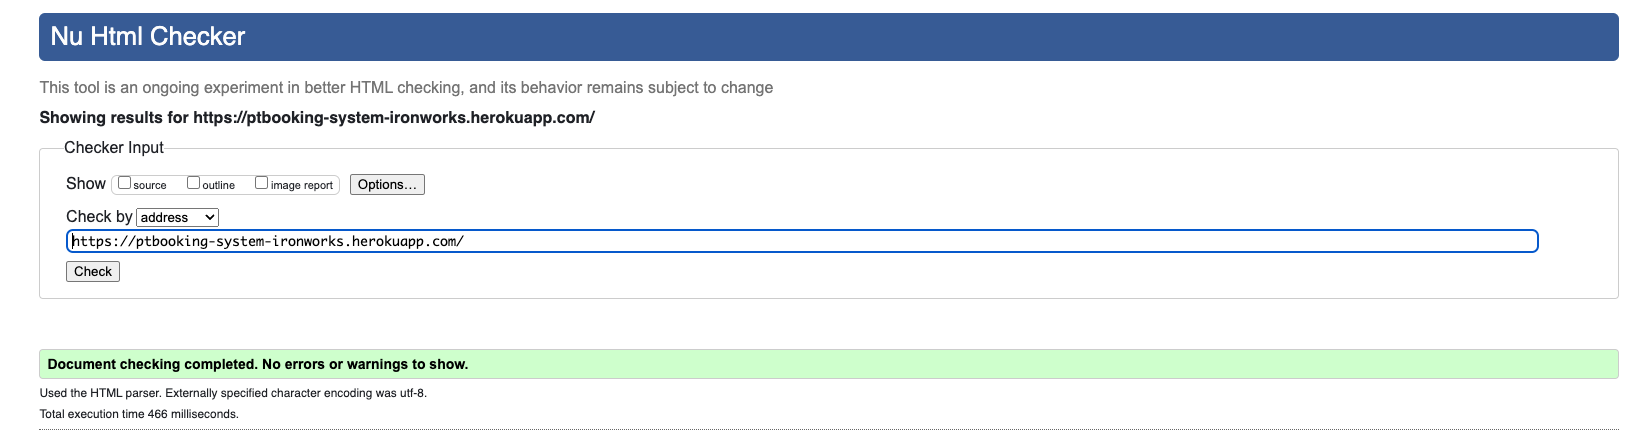 Nu Html Checker
This tool is an ongoing experiment in better HTML checking, and its behavior remains subject to change
Showing results for https://ptbooking-system-ironworks.herokuapp.com/
Checker Input
Show source outline image report Options...
Check by address
https://ptbooking-system-ironworks.herokuapp.com/
Check
Document checking completed. No errors or warnings to show.
Used the HTML parser. Externally specified character encoding was utf-8.
Total execution time 466 milliseconds.